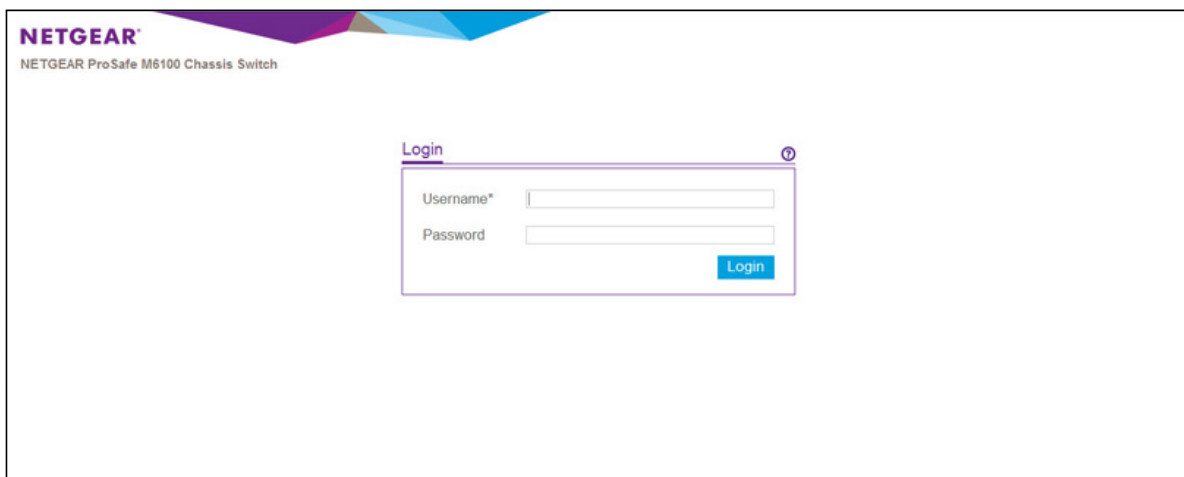 NETGEAR®
NETGEAR ProSafe M6100 Chassis Switch
Login
?
Username*
Password
Login